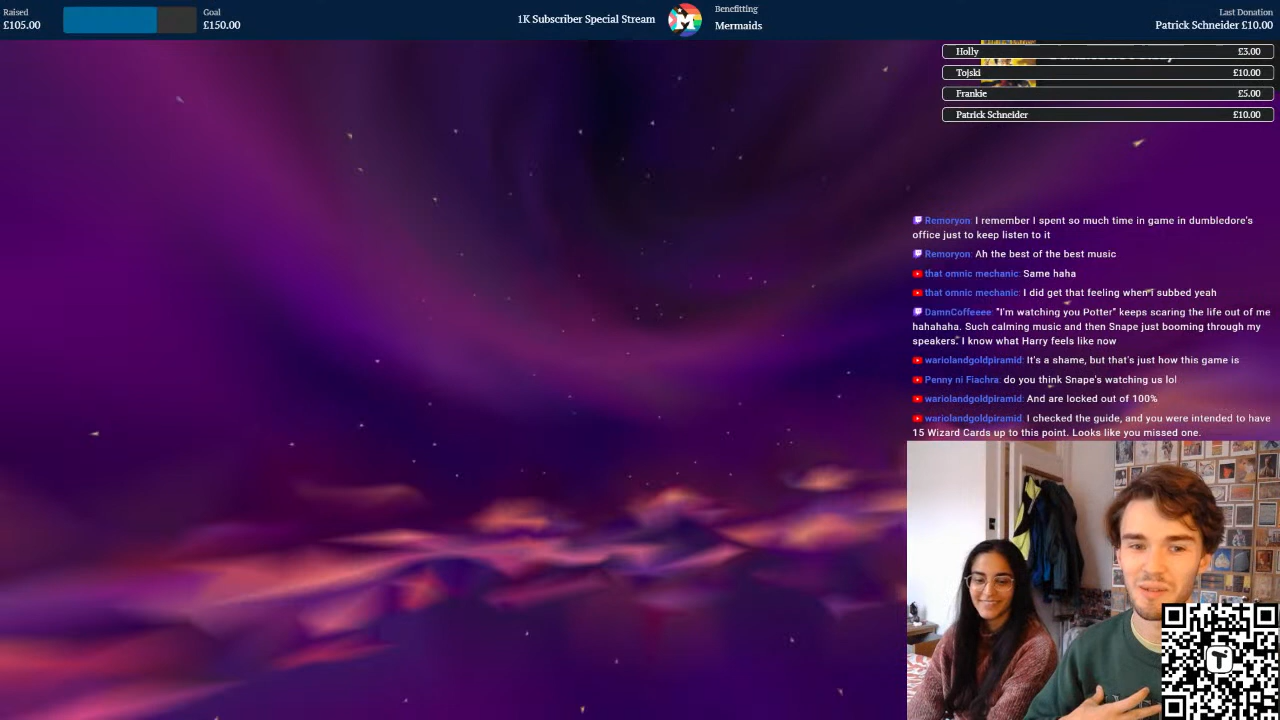 Raised
£105.00
Goal
£150.00
1K Subscriber Special Stream
M
Benefitting
Mermaids
Last Donation
Patrick Schneider £10.00
Holly £3.00
Tojski £10.00
Frankie £5.00
Patrick Schneider £10.00
Remoryon: I remember I spent so much time in game in dumbledore's
office just to keep listen to it
Remoryon: Ah the best of the best music
that omnic mechanic: Same haha
that omnic mechanic: I did get that feeling when I subbed yeah
DamnCoffeeee: "I'm watching you Potter" keeps scaring the life out of me
hahahaha. Such calming music and then Snape just booming through my
speakers. I know what Harry feels like now
wariolandgoldpiramid: It's a shame, but that's just how this game is
Penny ni Fiachra: do you think Snape's watching us lol
wariolandgoldpiramid: And are locked out of 100%
wariolandgoldpiramid: I checked the guide, and you were intended to have
15 Wizard Cards up to this point. Looks like you missed one.
T